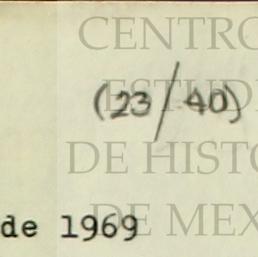 CENTRO
ESTUD
(23/40)
DE HISTO
de 1969
DE MEX